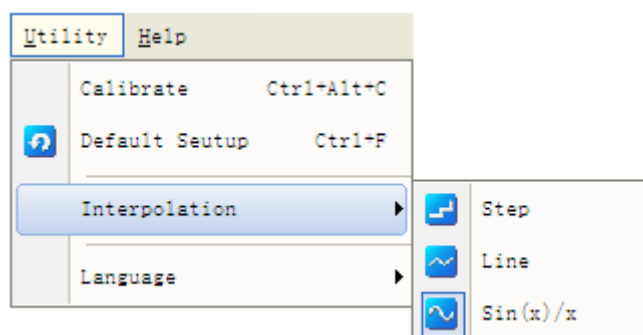 Utility Help
Calibrate Ctrl+Alt+C
Default Seutup Ctrl+F
Interpolation
Step
Line
Language
Sin(x)/x